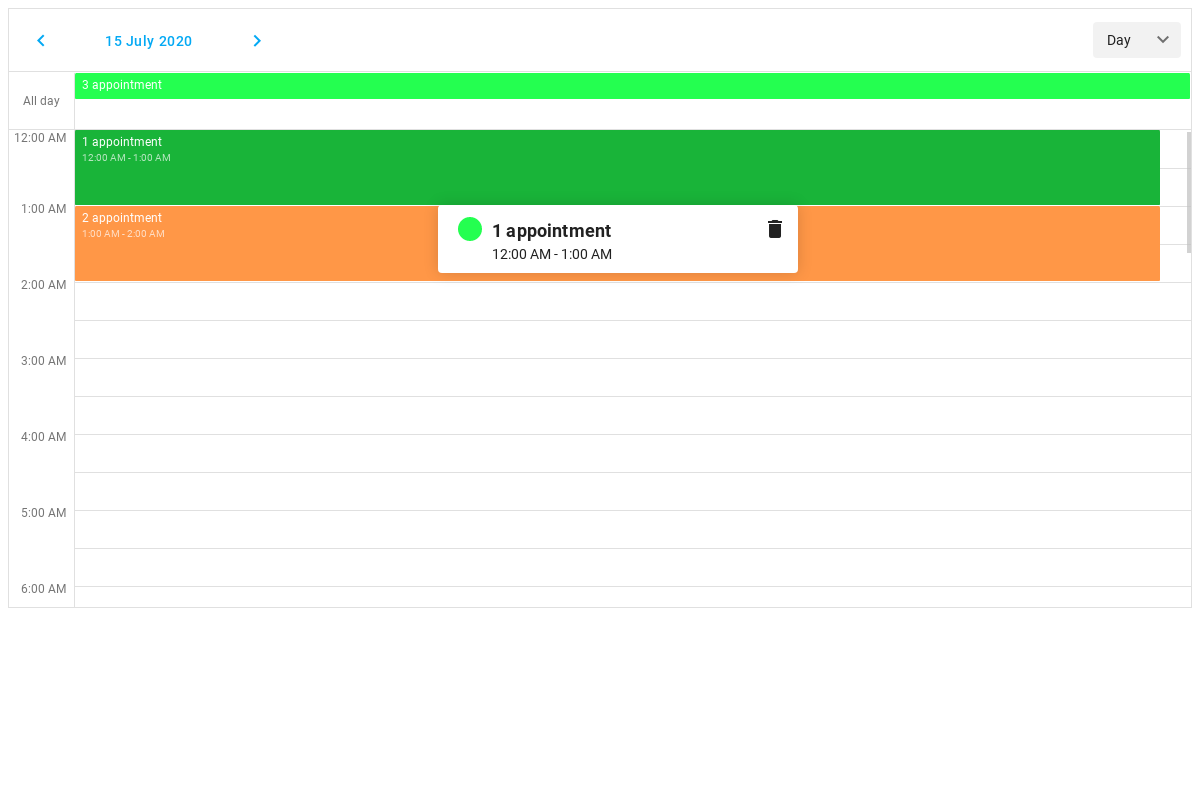 15 July 2020
Day
All day
3 appointment
12:00 AM
1 appointment
12:00 AM - 1:00 AM
1:00 AM
2 appointment
1:00 AM - 2:00 AM
1 appointment
12:00 AM - 1:00 AM
2:00 AM
3:00 AM
4:00 AM
5:00 AM
6:00 AM